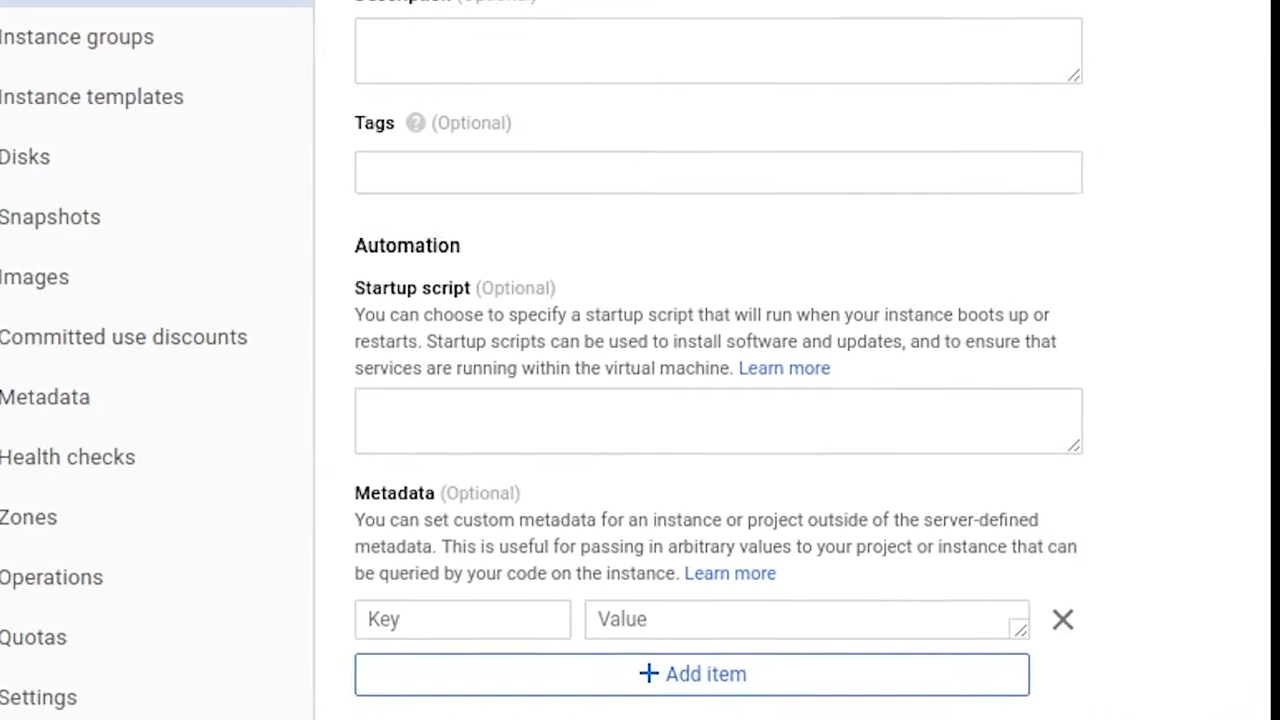 Description (Optional)
Instance groups
Instance templates
Disks
Snapshots
Images
Committed use discounts
Metadata
Health checks
Zones
Operations
Quotas
Settings
Tags ? (Optional)
Automation
Startup script (Optional)
You can choose to specify a startup script that will run when your instance boots up or
restarts. Startup scripts can be used to install software and updates, and to ensure that
services are running within the virtual machine. Learn more
Metadata (Optional)
You can set custom metadata for an instance or project outside of the server-defined
metadata. This is useful for passing in arbitrary values to your project or instance that can
be queried by your code on the instance. Learn more
Key Value
+ Add item